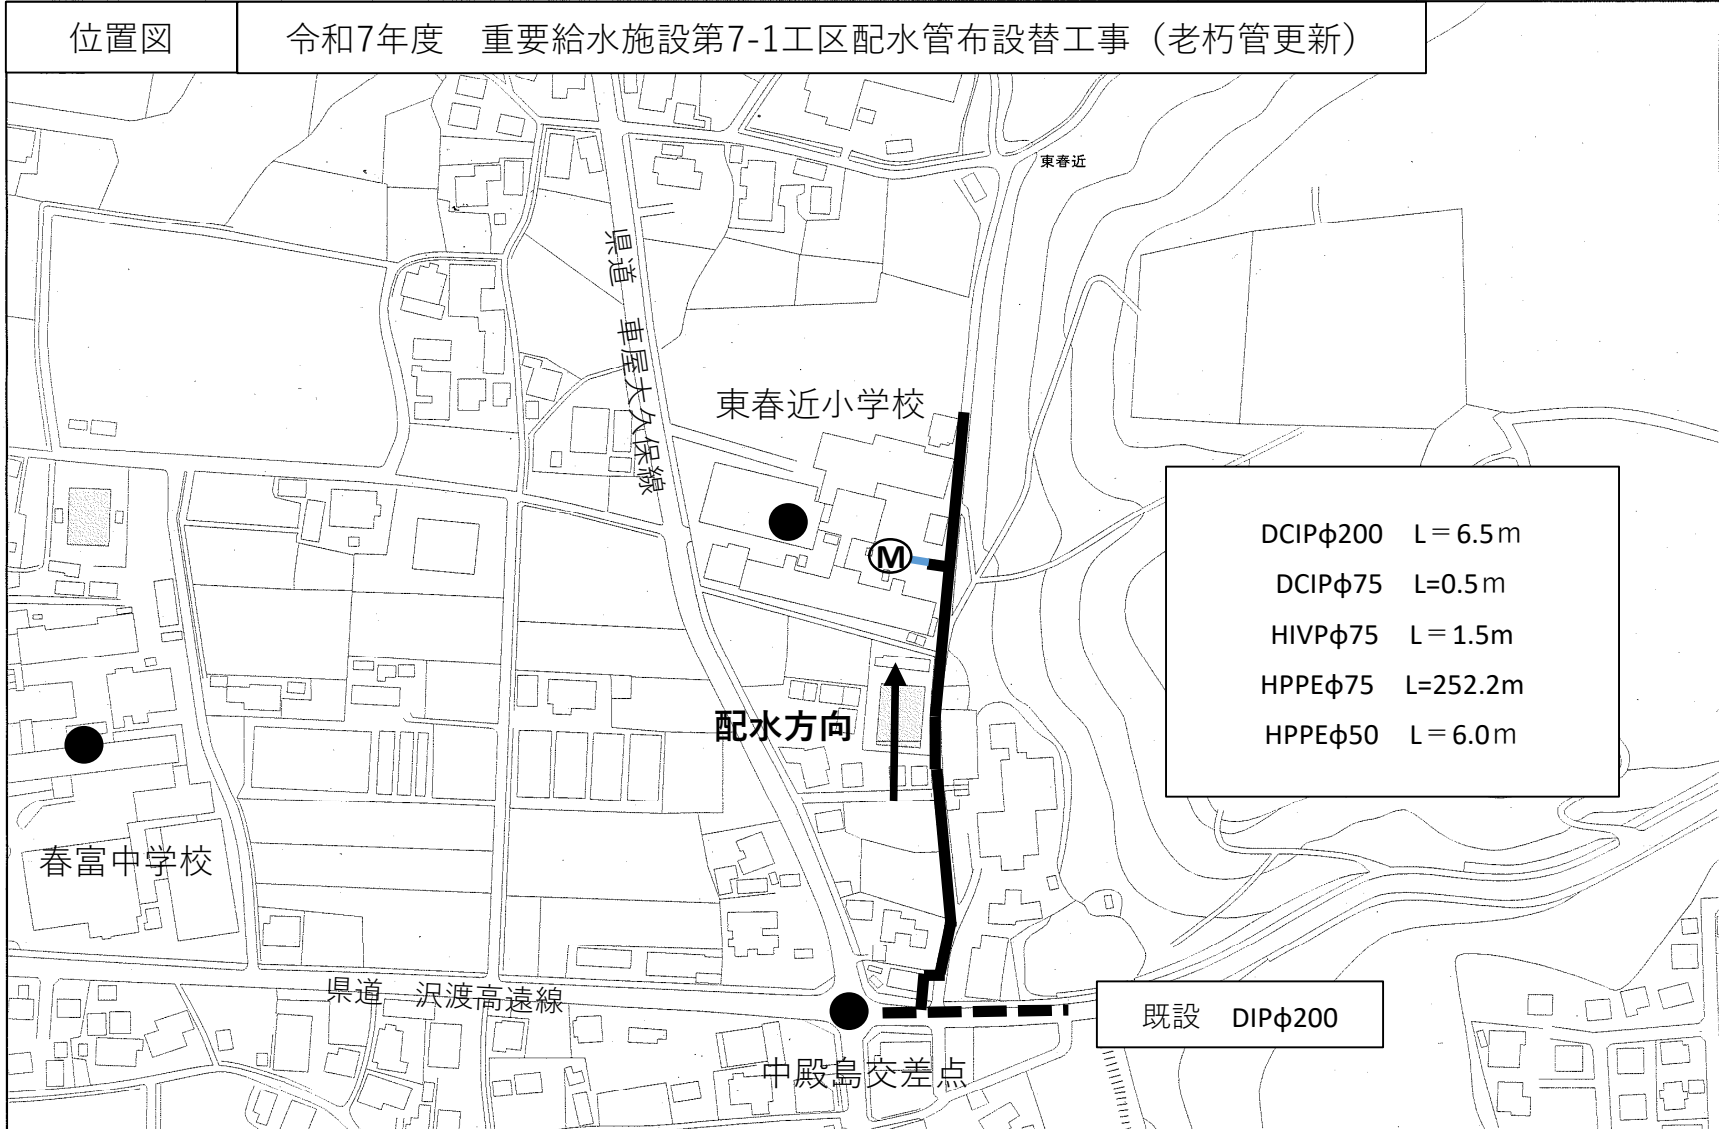 位置図
令和7年度　重要給水施設第7-1工区配水管布設替工事（老朽管更新）
東春近
県道　車屋大久保線
東春近小学校
M
DCIPφ200　L＝6.5ｍ
DCIPφ75　L=0.5ｍ
HIVPφ75　L＝1.5m
HPPEφ75　L=252.2m
HPPEφ50　L＝6.0ｍ
配水方向
春富中学校
県道　沢渡高遠線
既設　DIPφ200
中殿島交差点